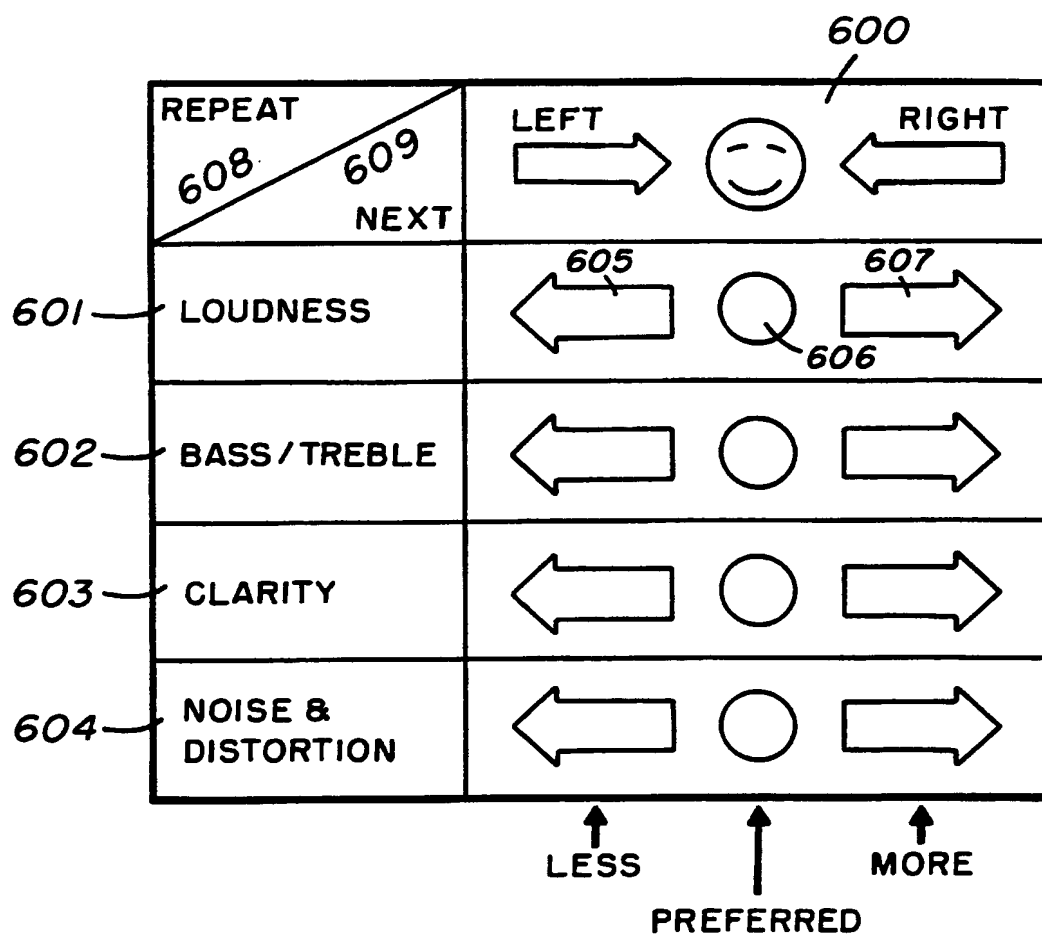 600
REPEAT
608
609
NEXT
LEFT
RIGHT
601
LOUDNESS
605
606
607
602
BASS/TREBLE
603
CLARITY
604
NOISE &
DISTORTION
LESS
PREFERRED
MORE